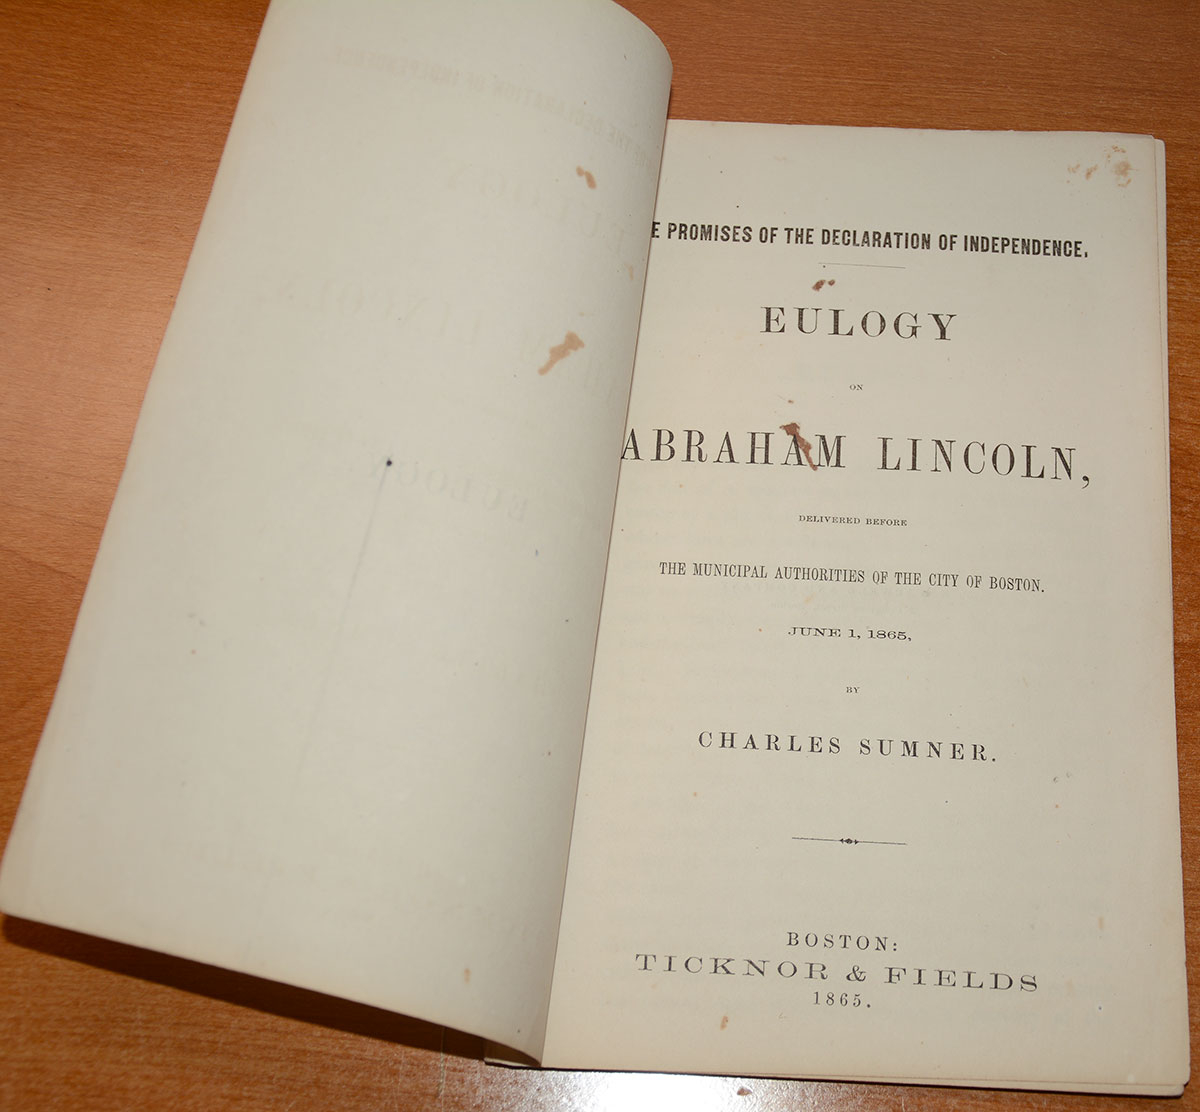 E PROMISES OF THE DECLARATION OF INDEPENDENCE.
EULOGY
ON
ABRAHAM LINCOLN,
DELIVERED BEFORE
THE MUNICIPAL AUTHORITIES OF THE CITY OF BOSTON.
JUNE 1, 1865,
BY
CHARLES SUMNER.
BOSTON:
TICKNOR & FIELDS
1865.